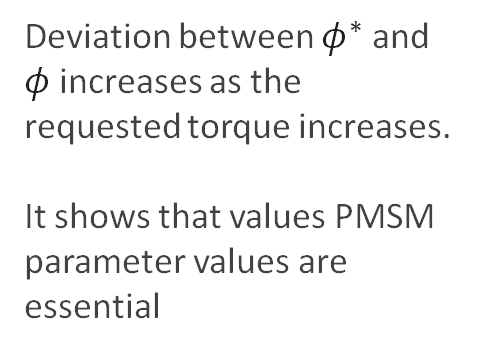 Deviation between ϕ* and
ϕ increases as the
requested torque increases.
It shows that values PMSM
parameter values are
essential